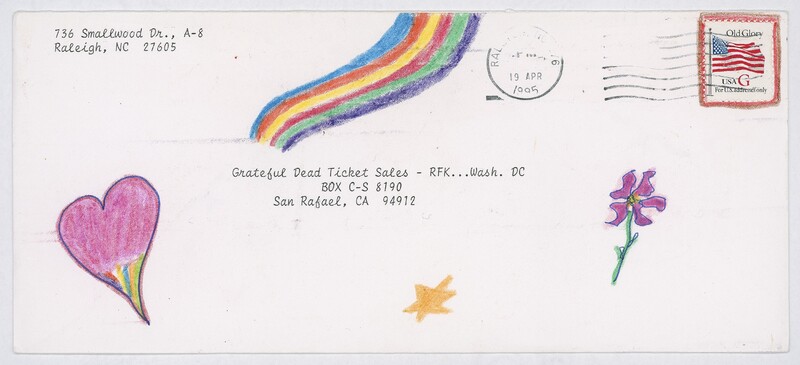 736 Smallwood Dr., A-8
Raleigh, NC 27605
19 APR
1995
Old Glory
USA G
For U.S. addresses only
Grateful Dead Ticket Sales - RFK...Wash. DC
BOX C-S 8190
San Rafael, CA 94912